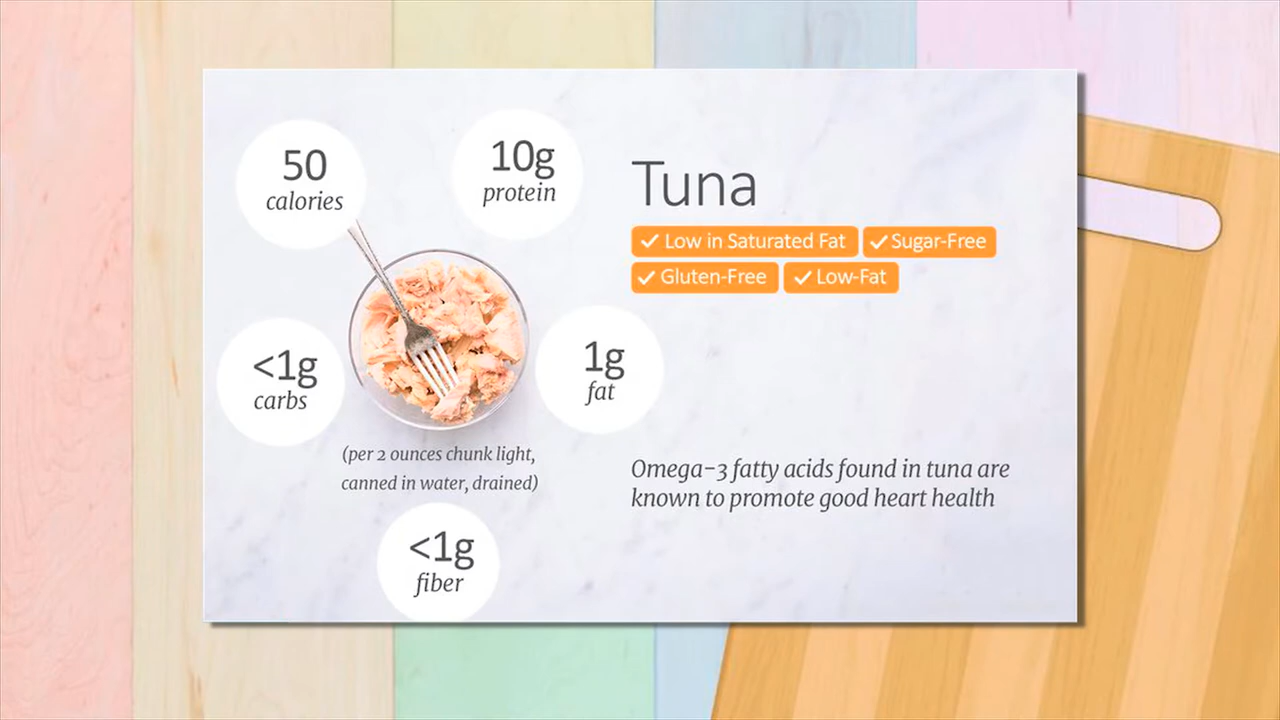 50
calories
10g
protein
Tuna
✓ Low in Saturated Fat ✓ Sugar-Free
✓ Gluten-Free ✓ Low-Fat
<1g
carbs
1g
fat
(per 2 ounces chunk light,
canned in water, drained)
Omega-3 fatty acids found in tuna are
known to promote good heart health
<1g
fiber